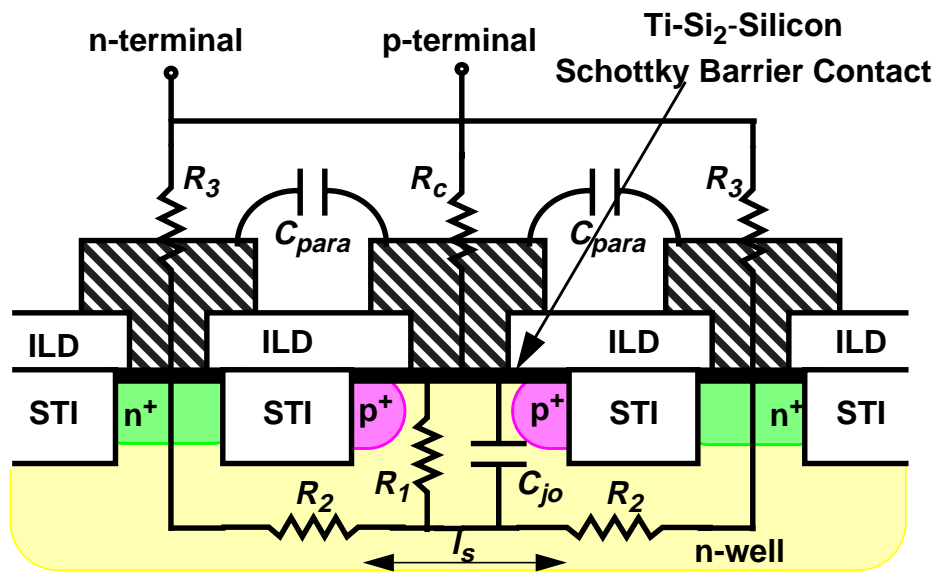 n-terminal
p-terminal
Ti-Si₂-Silicon
Schottky Barrier Contact
R₃
R꜀
R₃
Cₚₐᵣₐ
Cₚₐᵣₐ
ILD
ILD
ILD
ILD
STI
n⁺
STI
p⁺
p⁺
STI
n⁺
STI
R₂
R₁
Cⱼₒ
R₂
lₛ
n-well